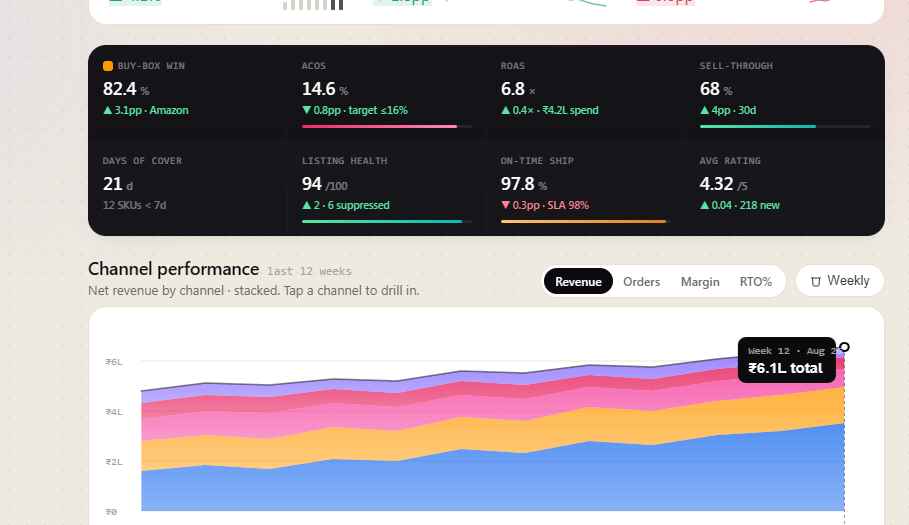 BUY-BOX WIN
82.4 %
▲ 3.1pp · Amazon
ACOS
14.6 %
▼ 0.8pp · target ≤16%
ROAS
6.8 ×
▲ 0.4× · ₹4.2L spend
SELL-THROUGH
68 %
▲ 4pp · 30d
DAYS OF COVER
21 d
12 SKUs < 7d
LISTING HEALTH
94 /100
▲ 2 · 6 suppressed
ON-TIME SHIP
97.8 %
▼ 0.3pp · SLA 98%
AVG RATING
4.32 /5
▲ 0.04 · 218 new
Channel performance last 12 weeks
Net revenue by channel · stacked. Tap a channel to drill in.
Revenue Orders Margin RTO% Weekly
Week 12 · Aug
₹6.1L total
₹6L
₹4L
₹2L
₹0